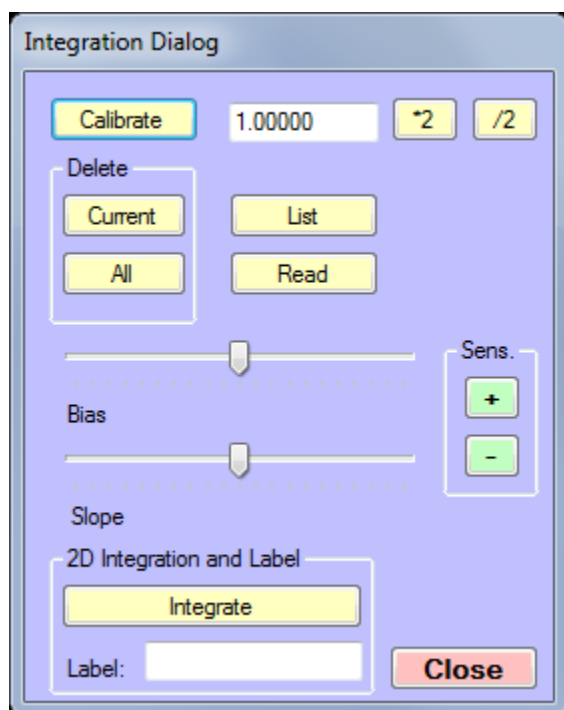 Integration Dialog
Calibrate 1.00000 *2 /2
Delete
Current List
All Read
Sens.
+
Bias
-
Slope
2D Integration and Label
Integrate
Label: Close